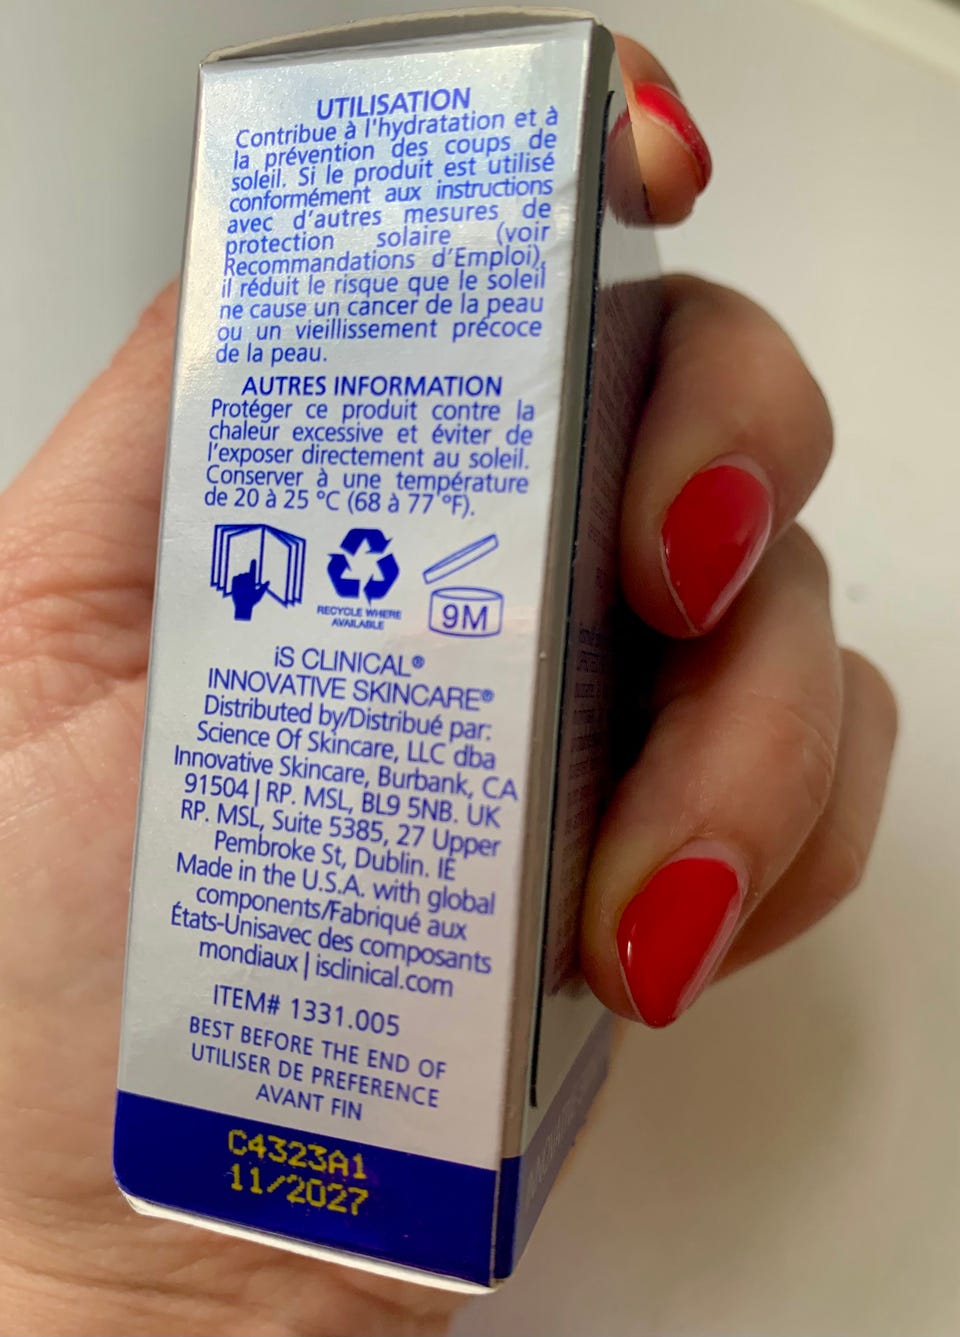 UTILISATION
Contribue à l'hydratation et à
la prévention des coups de
soleil. Si le produit est utilisé
conformément aux instructions
avec d'autres mesures de
protection solaire (voir
Recommandations d'Emploi),
il réduit le risque que le soleil
ne cause un cancer de la peau
ou un vieillissement précoce
de la peau.
AUTRES INFORMATION
Protéger ce produit contre la
chaleur excessive et éviter de
l'exposer directement au soleil.
Conserver à une température
de 20 à 25 °C (68 à 77 °F).
RECYCLE WHERE
AVAILABLE
9M
iS CLINICAL®
INNOVATIVE SKINCARE®
Distributed by/Distribué par:
Science Of Skincare, LLC dba
Innovative Skincare, Burbank, CA
91504 | RP. MSL, BL9 5NB. UK
RP. MSL, Suite 5385, 27 Upper
Pembroke St, Dublin. IE
Made in the U.S.A. with global
components/Fabriqué aux
États-Unisavec des composants
mondiaux | isclinical.com
ITEM# 1331.005
BEST BEFORE THE END OF
UTILISER DE PREFERENCE
AVANT FIN
C4323A1
11/2027